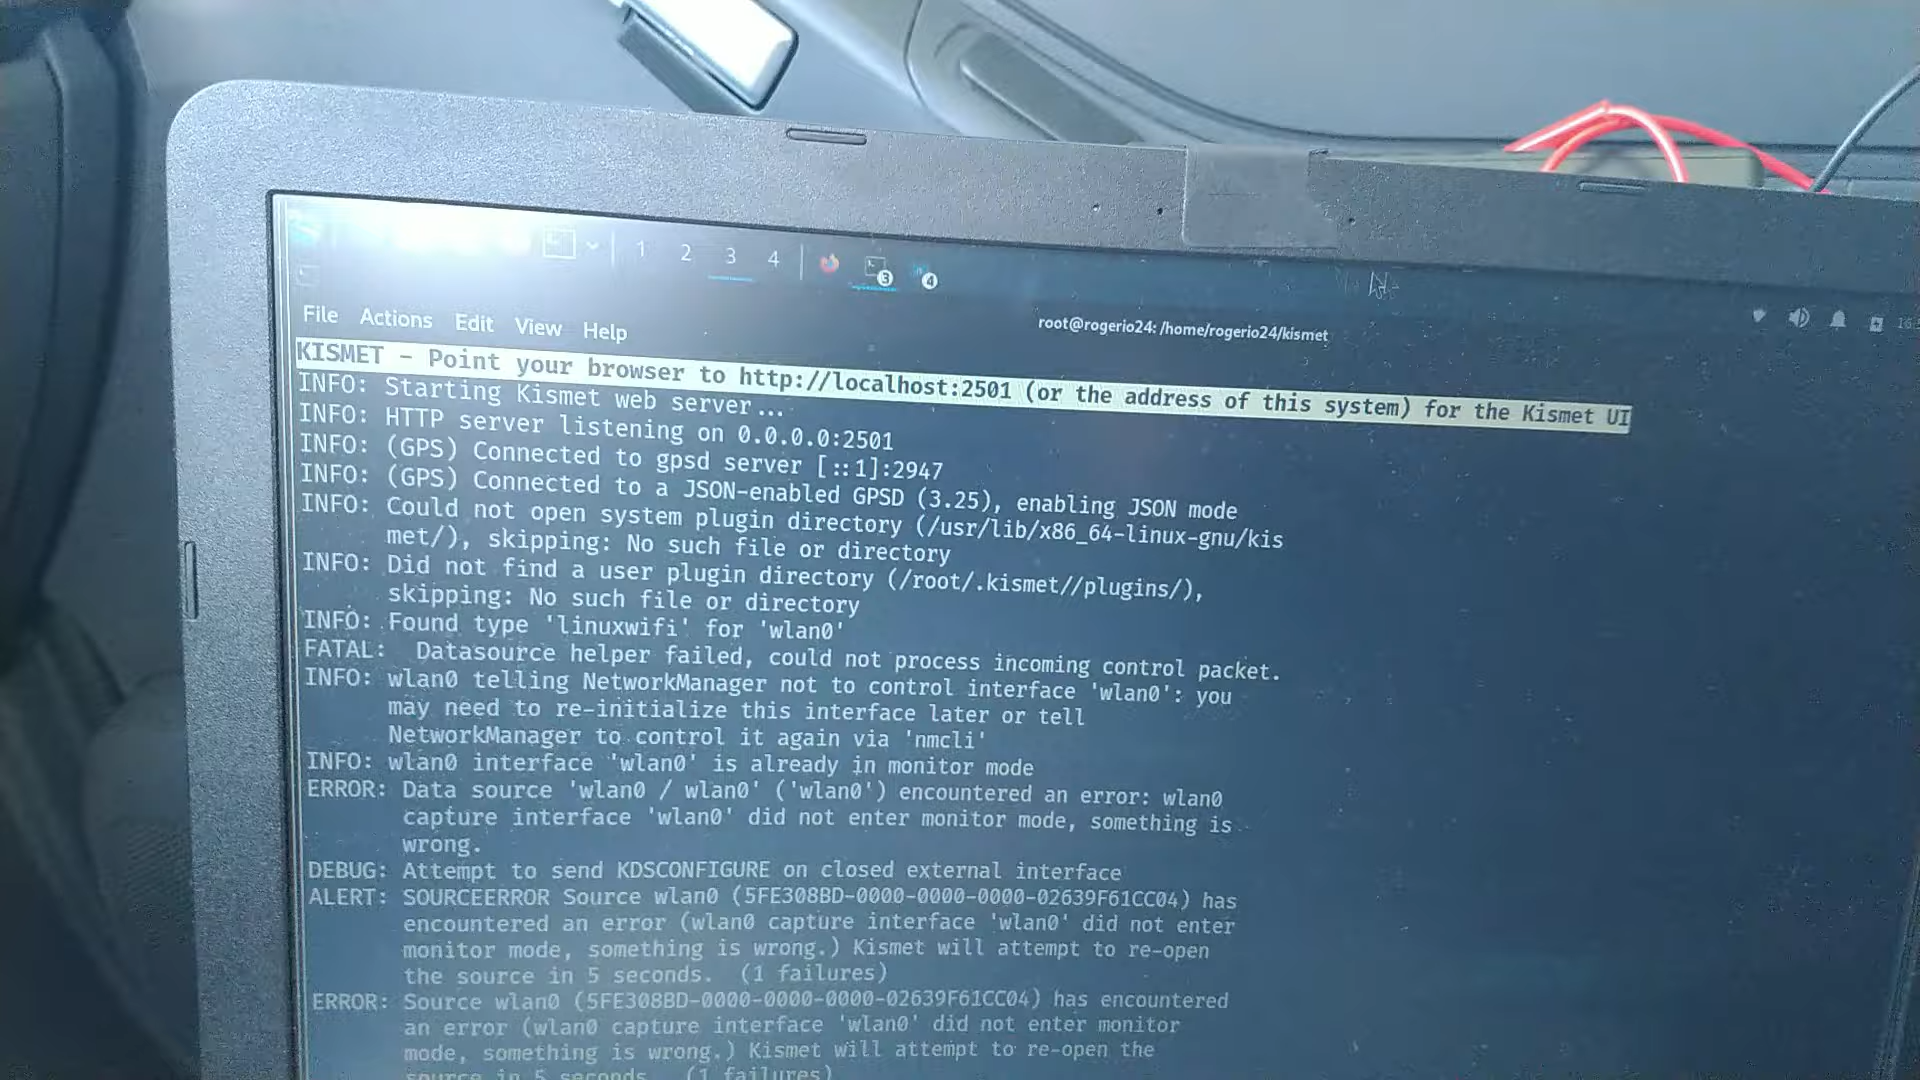 1 2 3 4
3 4
File Actions Edit View Help
root@rogerio24: /home/rogerio24/kismet
KISMET - Point your browser to http://localhost:2501 (or the address of this system) for the Kismet UI
INFO: Starting Kismet web server...
INFO: HTTP server listening on 0.0.0.0:2501
INFO: (GPS) Connected to gpsd server [::1]:2947
INFO: (GPS) Connected to a JSON-enabled GPSD (3.25), enabling JSON mode
INFO: Could not open system plugin directory (/usr/lib/x86_64-linux-gnu/kis
met/), skipping: No such file or directory
INFO: Did not find a user plugin directory (/root/.kismet//plugins/),
skipping: No such file or directory
INFO: Found type 'linuxwifi' for 'wlan0'
FATAL: Datasource helper failed, could not process incoming control packet.
INFO: wlan0 telling NetworkManager not to control interface 'wlan0': you
may need to re-initialize this interface later or tell
NetworkManager to control it again via 'nmcli'
INFO: wlan0 interface 'wlan0' is already in monitor mode
ERROR: Data source 'wlan0 / wlan0' ('wlan0') encountered an error: wlan0
capture interface 'wlan0' did not enter monitor mode, something is
wrong.
DEBUG: Attempt to send KDSCONFIGURE on closed external interface
ALERT: SOURCEERROR Source wlan0 (5FE308BD-0000-0000-0000-02639F61CC04) has
encountered an error (wlan0 capture interface 'wlan0' did not enter
monitor mode, something is wrong.) Kismet will attempt to re-open
the source in 5 seconds. (1 failures)
ERROR: Source wlan0 (5FE308BD-0000-0000-0000-02639F61CC04) has encountered
an error (wlan0 capture interface 'wlan0' did not enter monitor
mode, something is wrong.) Kismet will attempt to re-open the
source in 5 seconds. (1 failures)